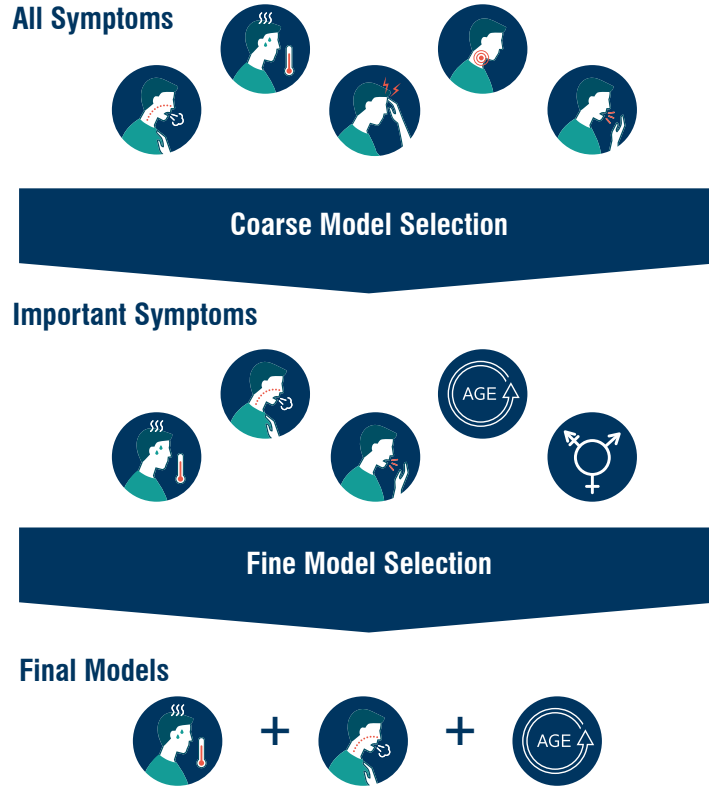 All Symptoms
Coarse Model Selection
Important Symptoms
AGE
Fine Model Selection
Final Models
+ +
AGE